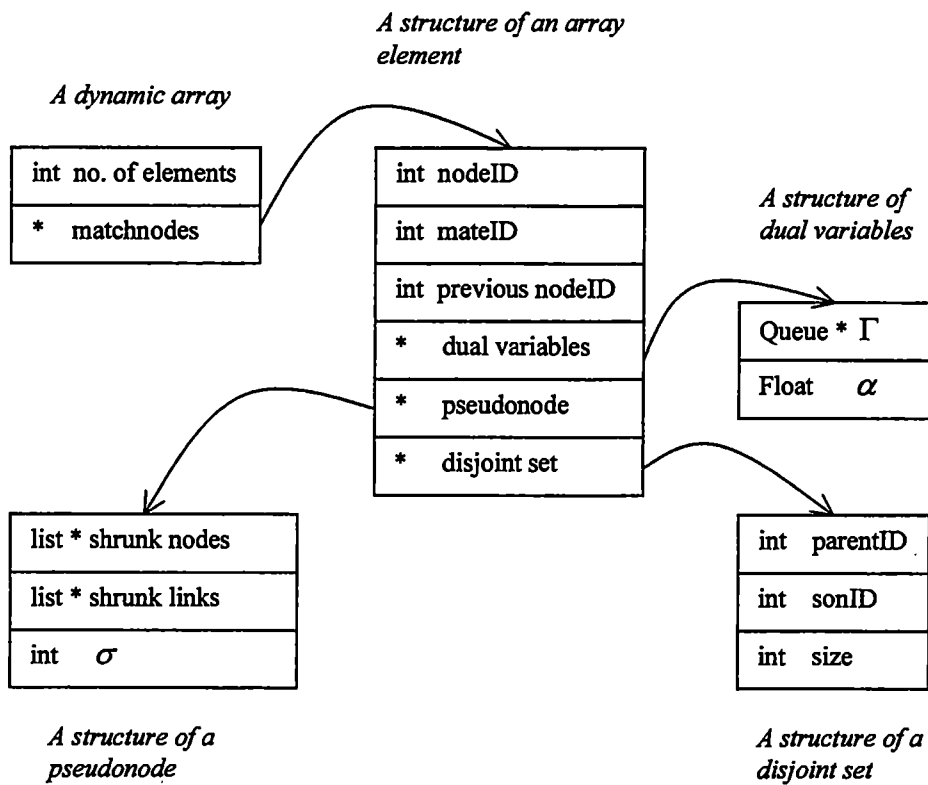 A structure of an array
element
A dynamic array
int no. of elements
* matchnodes
int nodeID
int mateID
int previous nodeID
* dual variables
* pseudonode
* disjoint set
A structure of
dual variables
Queue * Γ
Float α
list * shrunk nodes
list * shrunk links
int σ
A structure of a
pseudonode
int parentID
int sonID
int size
A structure of a
disjoint set